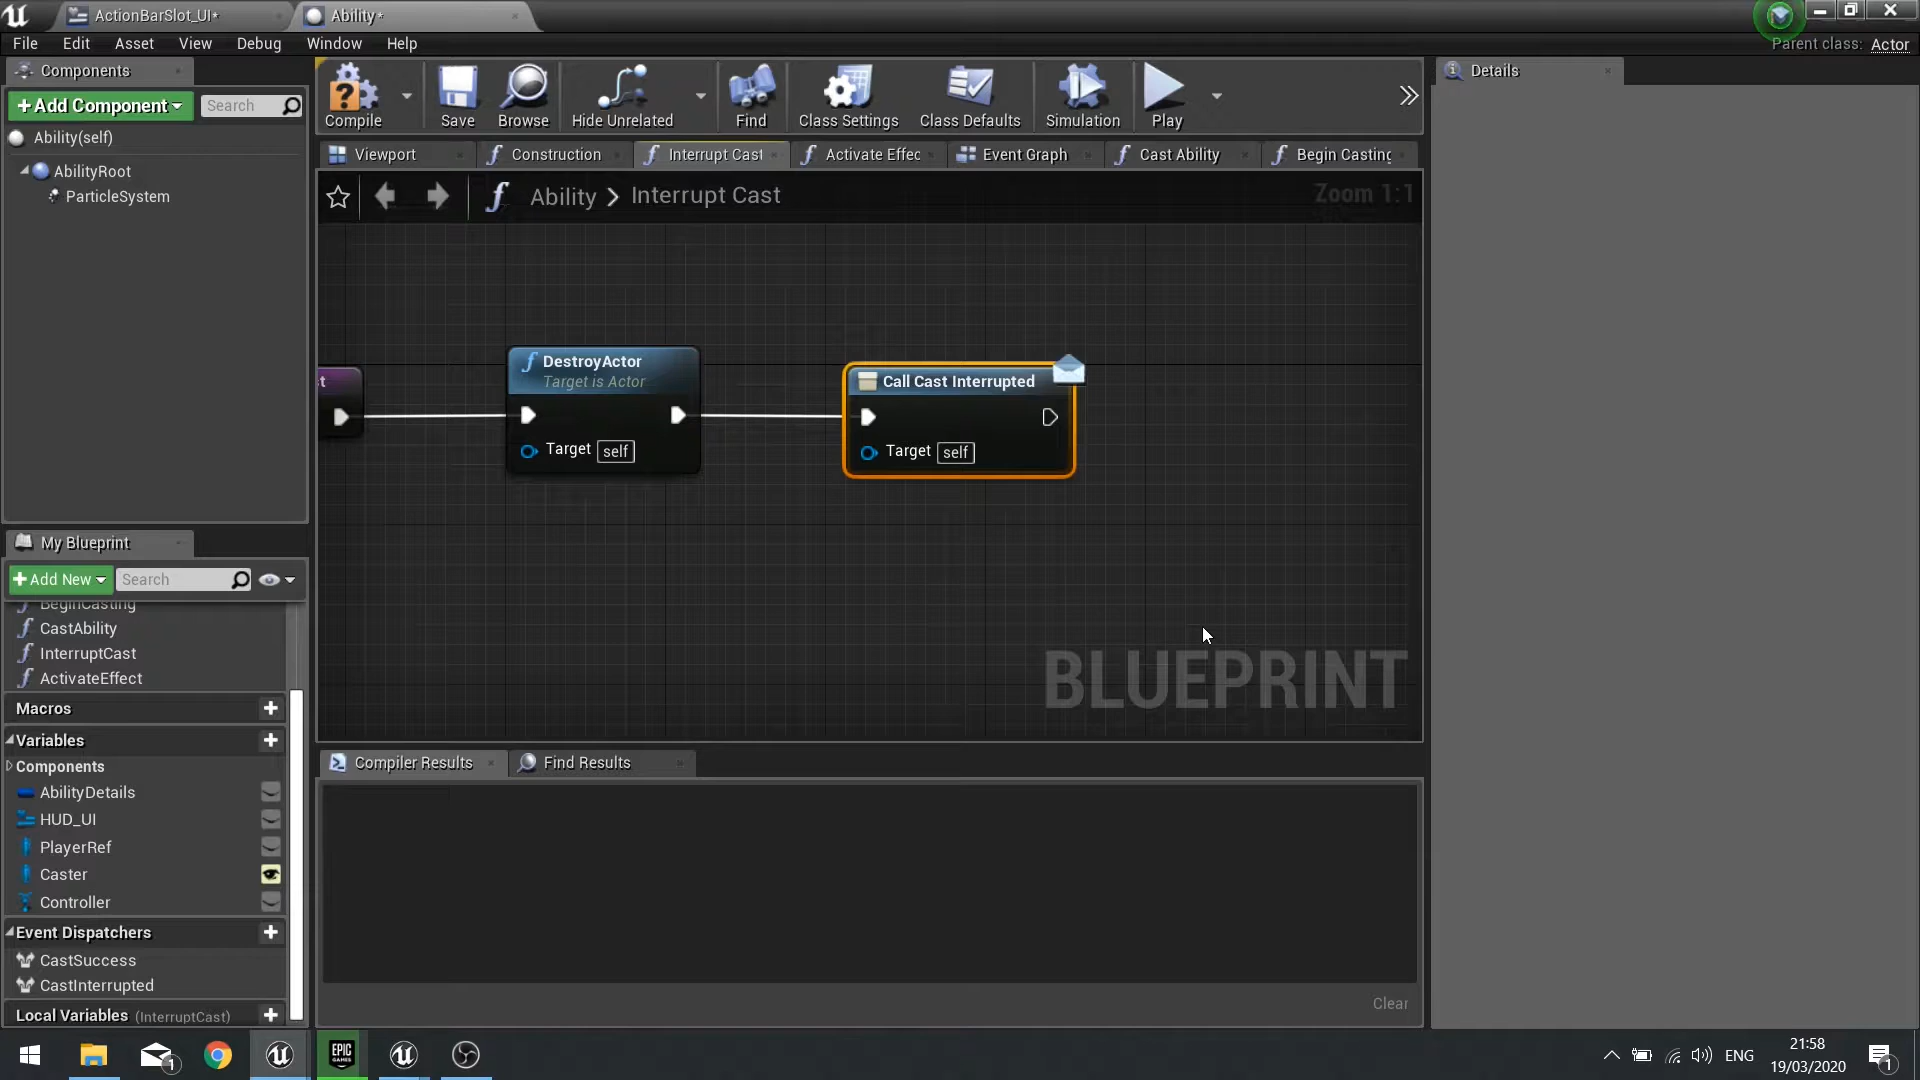 ActionBarSlot_UI*
Ability*
File Edit Asset View Debug Window Help
Parent class: Actor
Components
+Add Component
Search
Ability(self)
AbilityRoot
ParticleSystem
Compile
Save
Browse
Hide Unrelated
Find
Class Settings
Class Defaults
Simulation
Play
Details
Viewport
Construction
Interrupt Cast
Activate Effec
Event Graph
Cast Ability
Begin Casting
Ability > Interrupt Cast
Zoom 1:1
t
DestroyActor
Target is Actor
Target self
Call Cast Interrupted
Target self
BLUEPRINT
My Blueprint
+Add New
Search
BeginCasting
CastAbility
InterruptCast
ActivateEffect
Macros
Variables
Components
AbilityDetails
HUD_UI
PlayerRef
Caster
Controller
Event Dispatchers
CastSuccess
CastInterrupted
Local Variables (InterruptCast)
Compiler Results
Find Results
Clear
EPIC
GAMES
1
ENG
21:58
19/03/2020
1